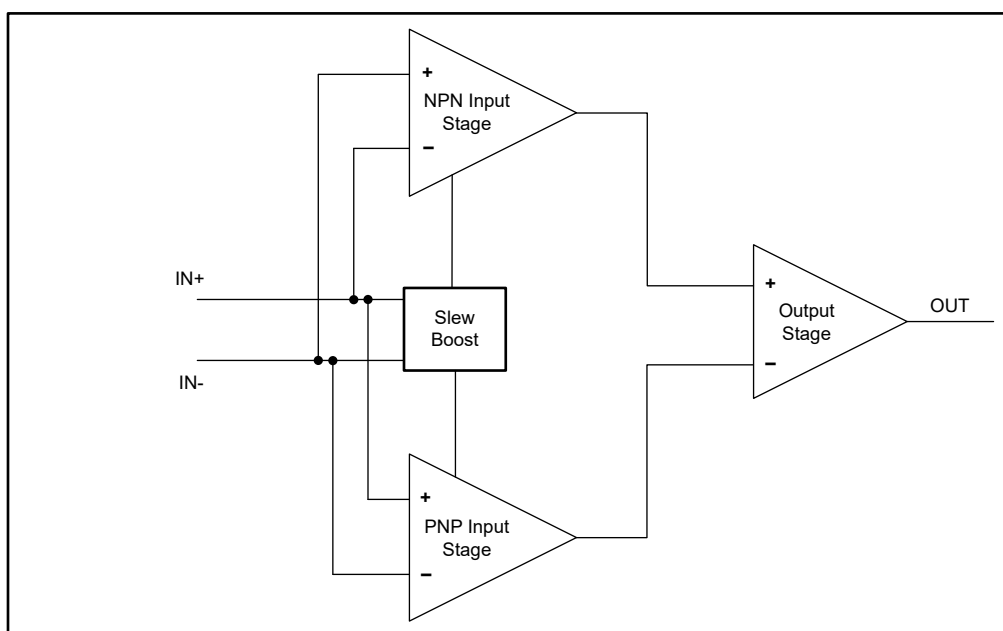 +
NPN Input
Stage
−
IN+
Slew
Boost
IN-
+
Output
Stage
−
OUT
+
PNP Input
Stage
−